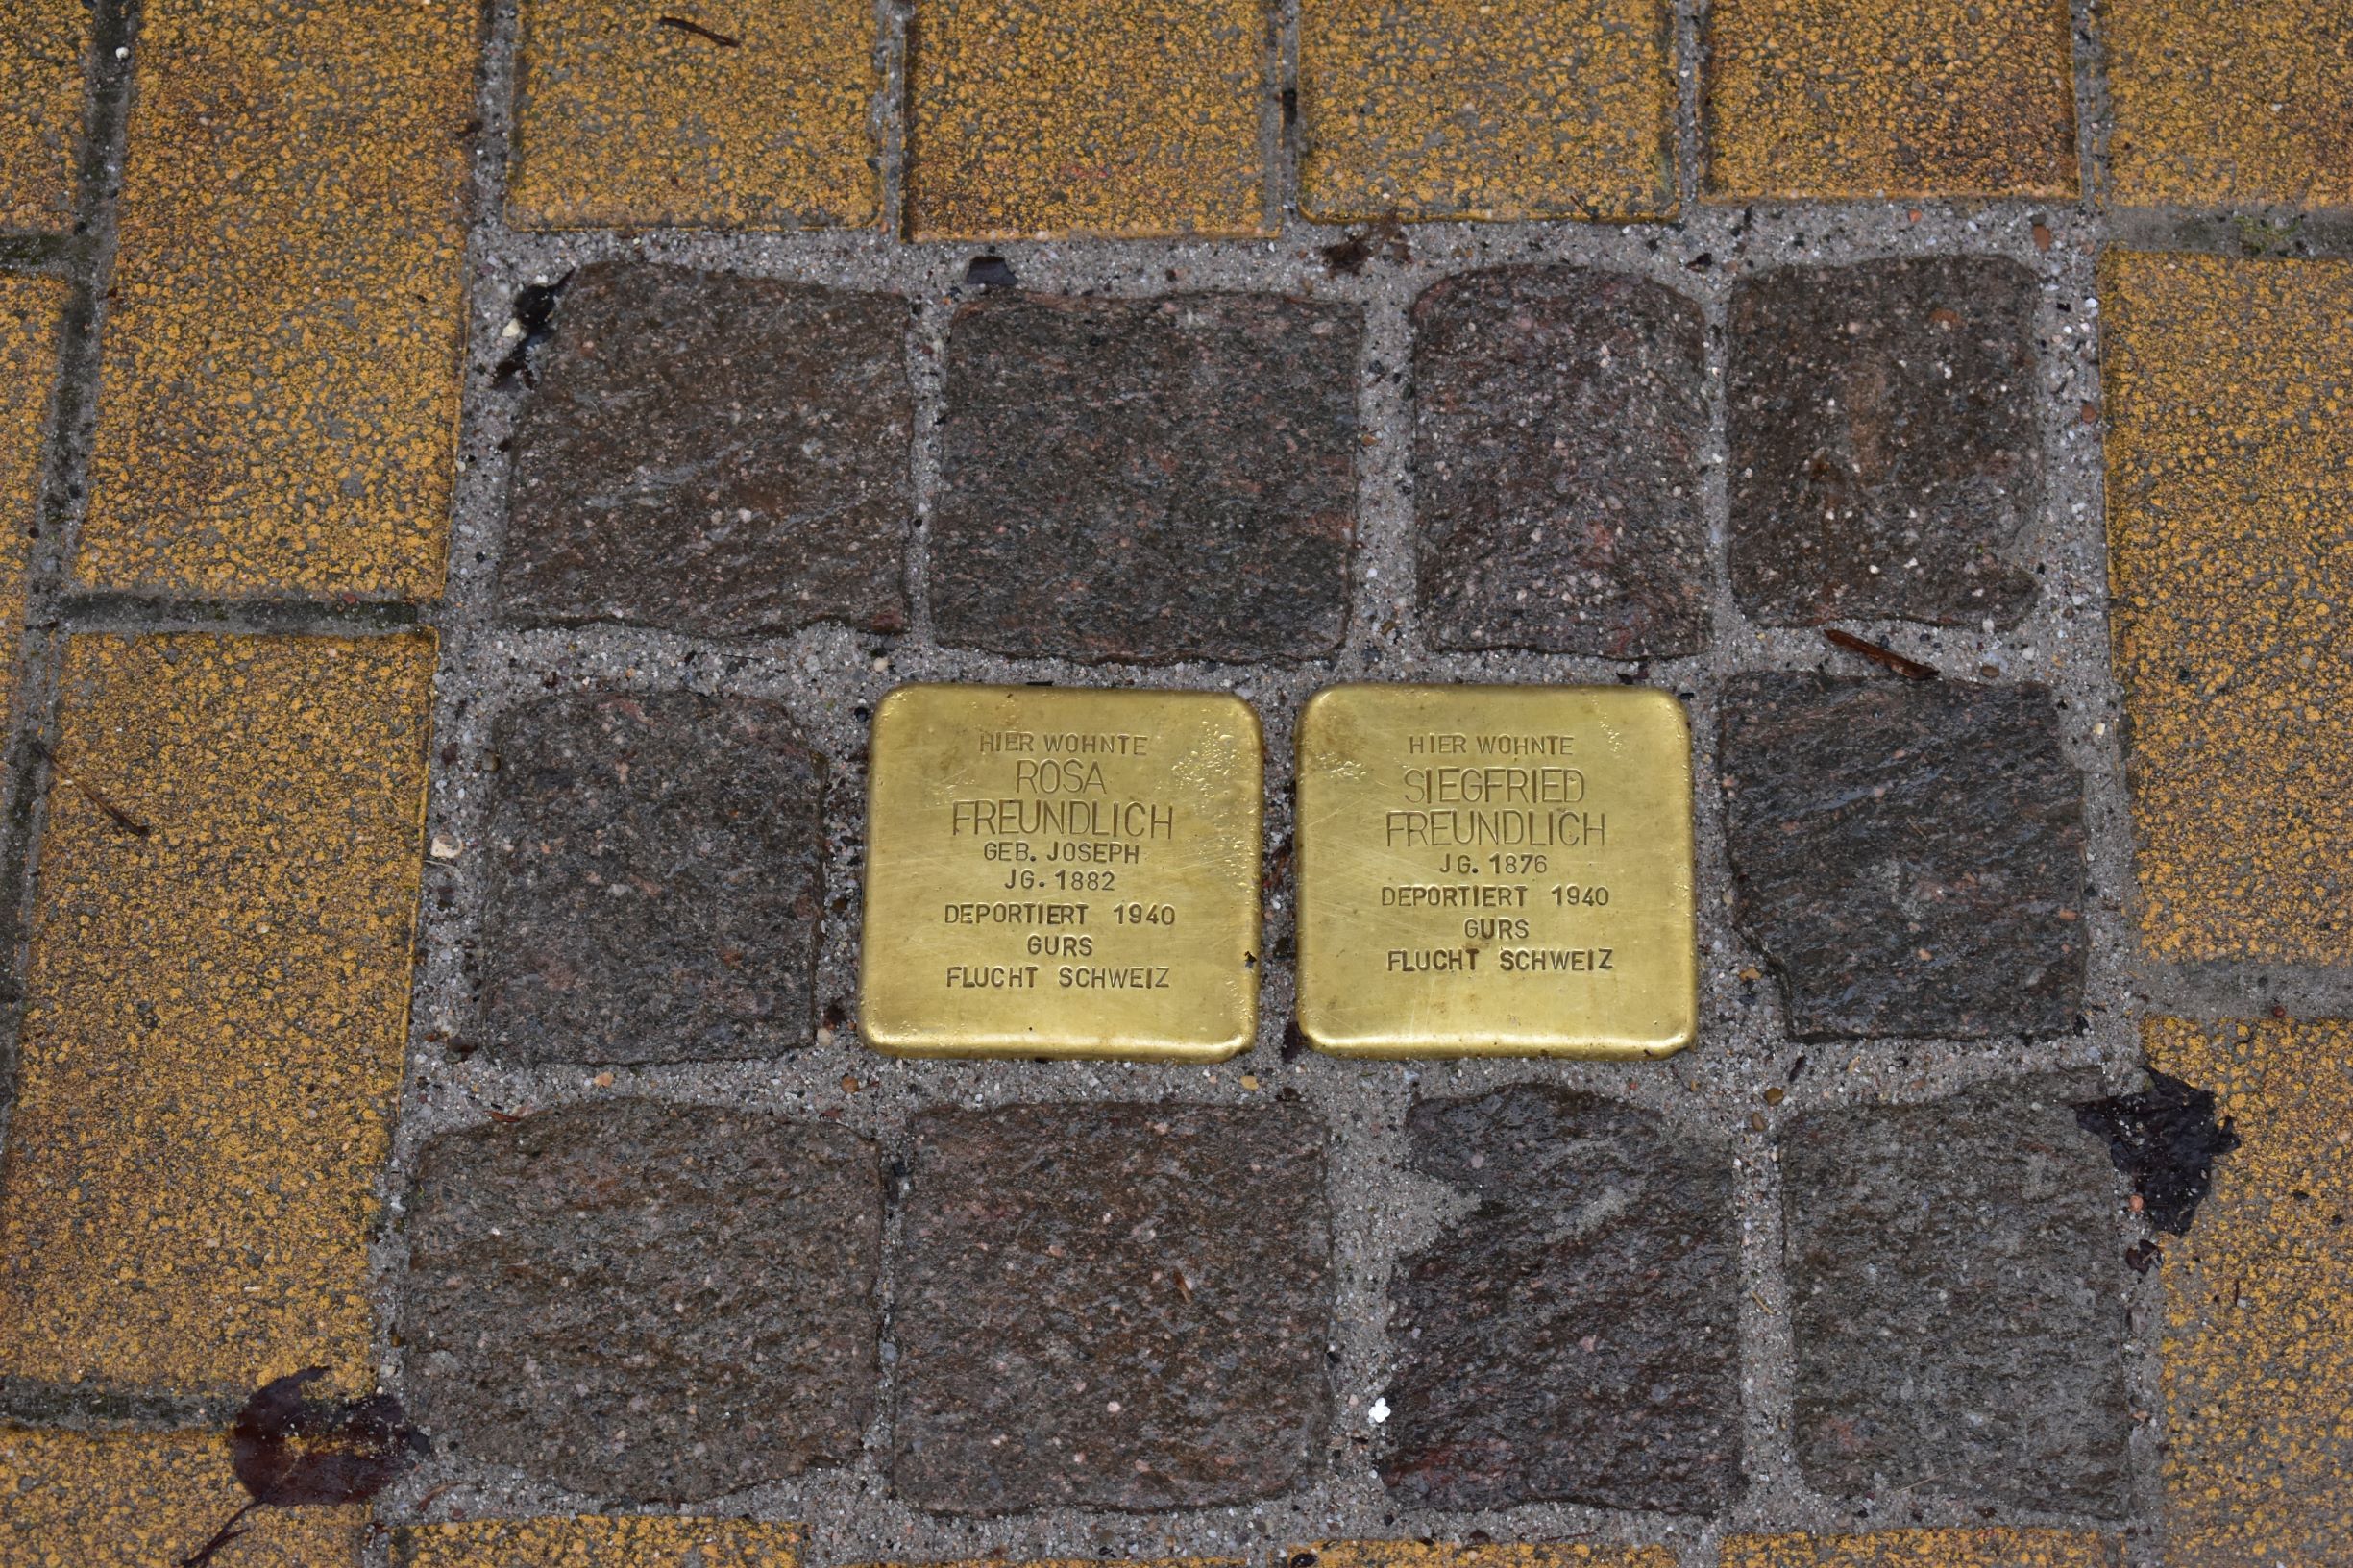 HIER WOHNTE
ROSA
FREUNDLICH
GEB. JOSEPH
JG. 1882
DEPORTIERT 1940
GURS
FLUCHT SCHWEIZ
HIER WOHNTE
SIEGFRIED
FREUNDLICH
JG. 1876
DEPORTIERT 1940
GURS
FLUCHT SCHWEIZ